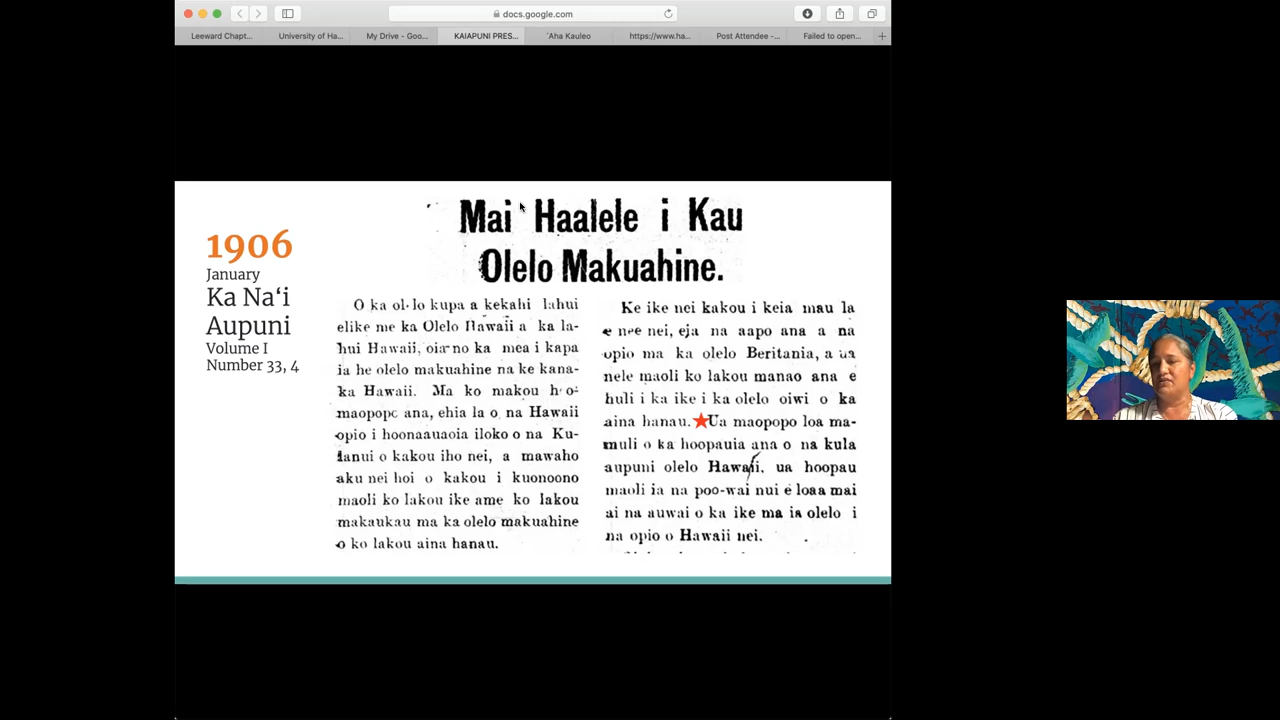 docs.google.com
Leeward Chapt...
University of Ha...
My Drive - Goo...
KAIAPUNI PRES...
ʻAha Kauleo
https://www.ha...
Post Attendee -...
Failed to open...
1906
January
Ka Naʻi
Aupuni
Volume I
Number 33, 4
Mai Haalele i Kau
Olelo Makuahine.
O ka kupa a kekahi lahui
elike me ka Olelo Hawaii a ka la-
hui Hawaii, oia no ka mea i kapa
ia he olelo makuahine na ke kana-
ka Hawaii. Ma ko makou hoo-
maopopo ana, ehia la o na Hawaii
opio i hoonaauaoia iloko o na Ku-
lanui o kakou iho nei, a mawaho
aku nei hoi o kakou i kuonoono
maoli ko lakou ike ame ko lakou
makaukau ma ka olelo makuahine
o ko lakou aina hanau.
Ke ike nei kakou i keia mau la
e nee nei, eia na aapo ana a na
opio ma ka olelo Beritania, a ua
nele maoli ko lakou manao ana e
huli i ka ike i ka olelo oiwi o ka
aina hanau. ★Ua maopopo loa ma-
muli o ka hoopauia ana o na kula
aupuni olelo Hawaii, ua hoopau
maoli ia na poo-wai nui e loaa mai
ai na auwai o ka ike ma ia olelo i
na opio o Hawaii nei.